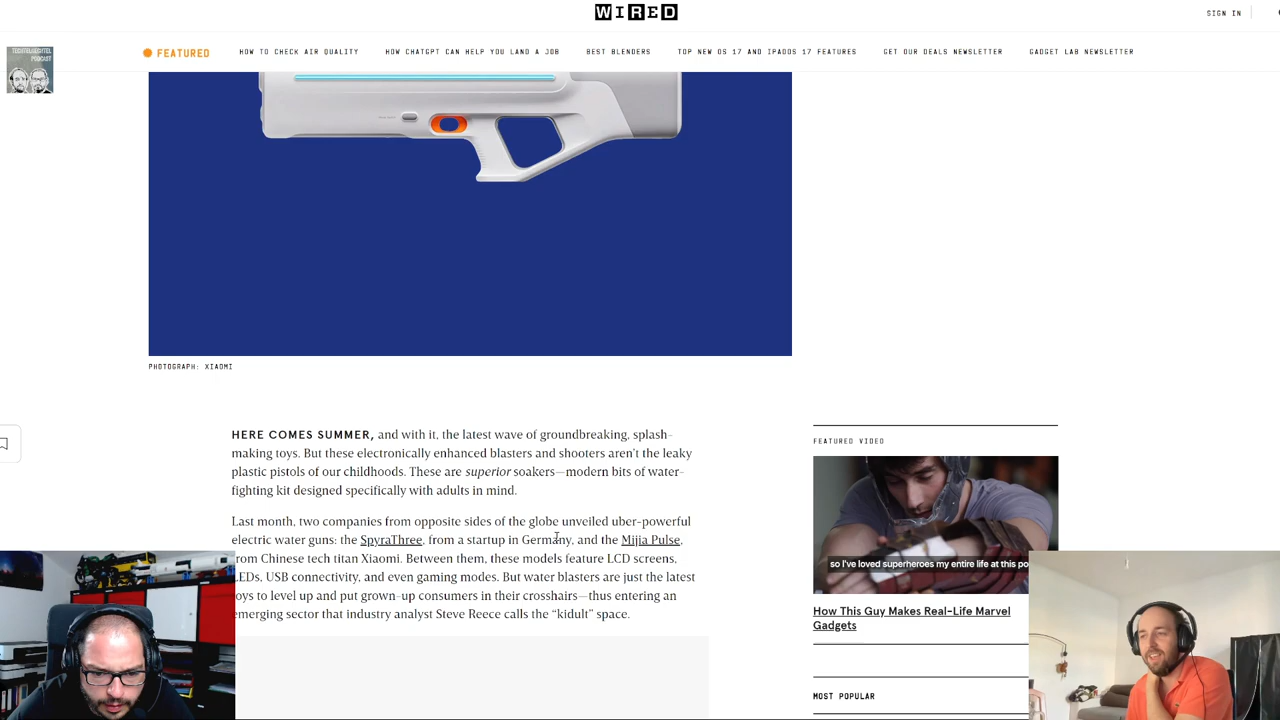 WIRED
SIGN IN
TECHTELMECHTEL
PODCAST
FEATURED
HOW TO CHECK AIR QUALITY
HOW CHATGPT CAN HELP YOU LAND A JOB
BEST BLENDERS
TOP NEW OS 17 AND IPADOS 17 FEATURES
GET OUR DEALS NEWSLETTER
GADGET LAB NEWSLETTER
PHOTOGRAPH: XIAOMI
HERE COMES SUMMER, and with it, the latest wave of groundbreaking, splash-
making toys. But these electronically enhanced blasters and shooters aren't the leaky
plastic pistols of our childhoods. These are superior soakers—modern bits of water-
fighting kit designed specifically with adults in mind.
Last month, two companies from opposite sides of the globe unveiled uber-powerful
electric water guns: the SpyraThree, from a startup in Germany, and the Mijia Pulse,
from Chinese tech titan Xiaomi. Between them, these models feature LCD screens,
LEDs, USB connectivity, and even gaming modes. But water blasters are just the latest
toys to level up and put grown-up consumers in their crosshairs—thus entering an
emerging sector that industry analyst Steve Reece calls the “kidult” space.
FEATURED VIDEO
so I've loved superheroes my entire life at this po
How This Guy Makes Real-Life Marvel
Gadgets
MOST POPULAR